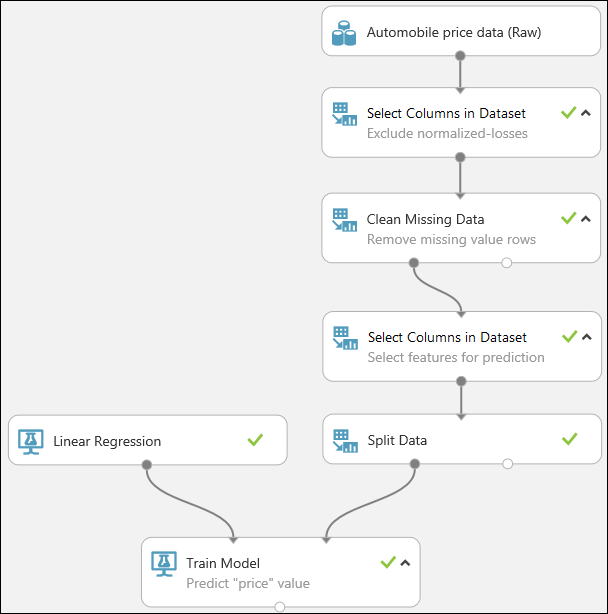 Automobile price data (Raw)
Select Columns in Dataset
Exclude normalized-losses
Clean Missing Data
Remove missing value rows
Select Columns in Dataset
Select features for prediction
Linear Regression
Split Data
Train Model
Predict "price" value